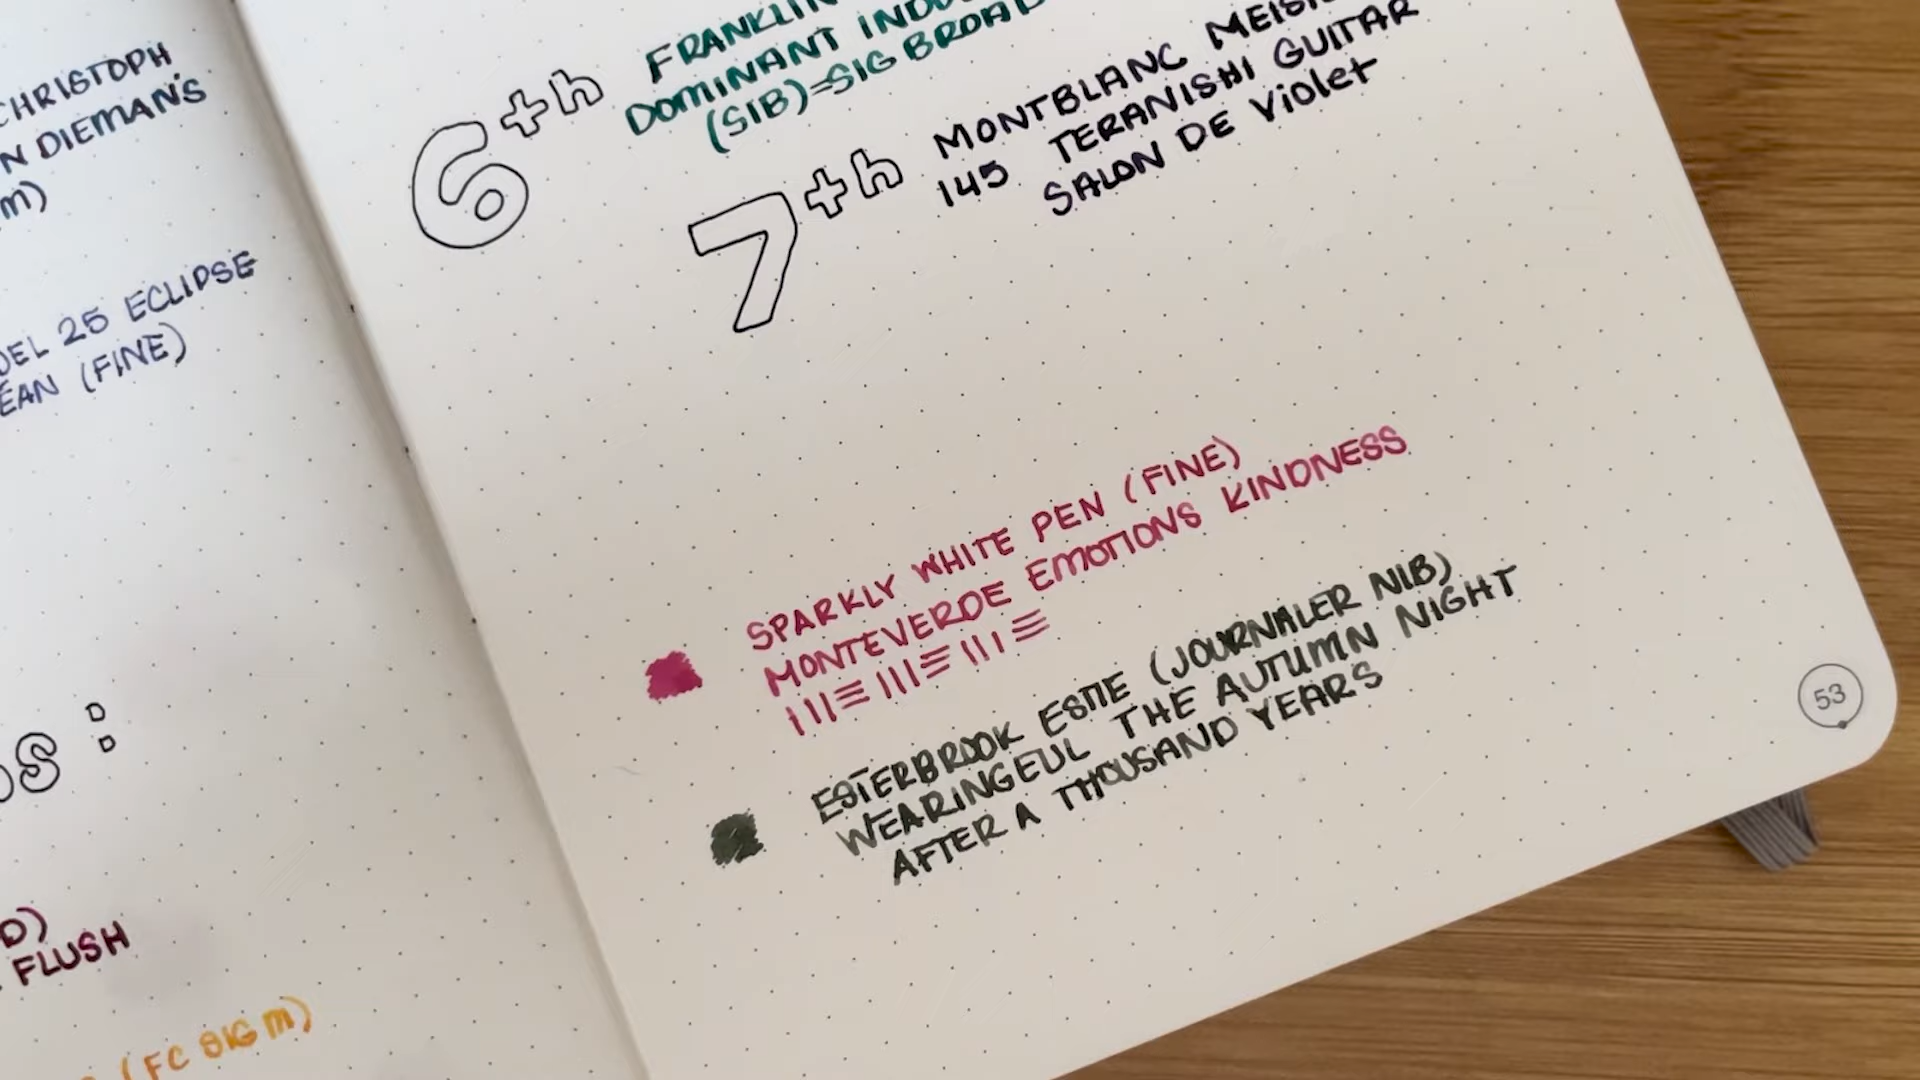 CHRISTOPH
N DIEMAN'S
m)
DEL 25 ECLIPSE
EAN (FINE)
S:
D)
FLUSH
(FC SIG M)
6th
FRANKLIN
DOMINANT INDU
(SIB)=SIG BROAD
7th
MONTBLANC MEIS
145 TERANISHI GUITAR
SALON DE VIOLET
SPARKLY WHITE PEN (FINE)
MONTEVERDE EMOTIONS KINDNESS
ESTERBROOK ESTIE (JOURNALER NIB)
WEARINGEUL THE AUTUMN NIGHT
AFTER A THOUSAND YEARS
53